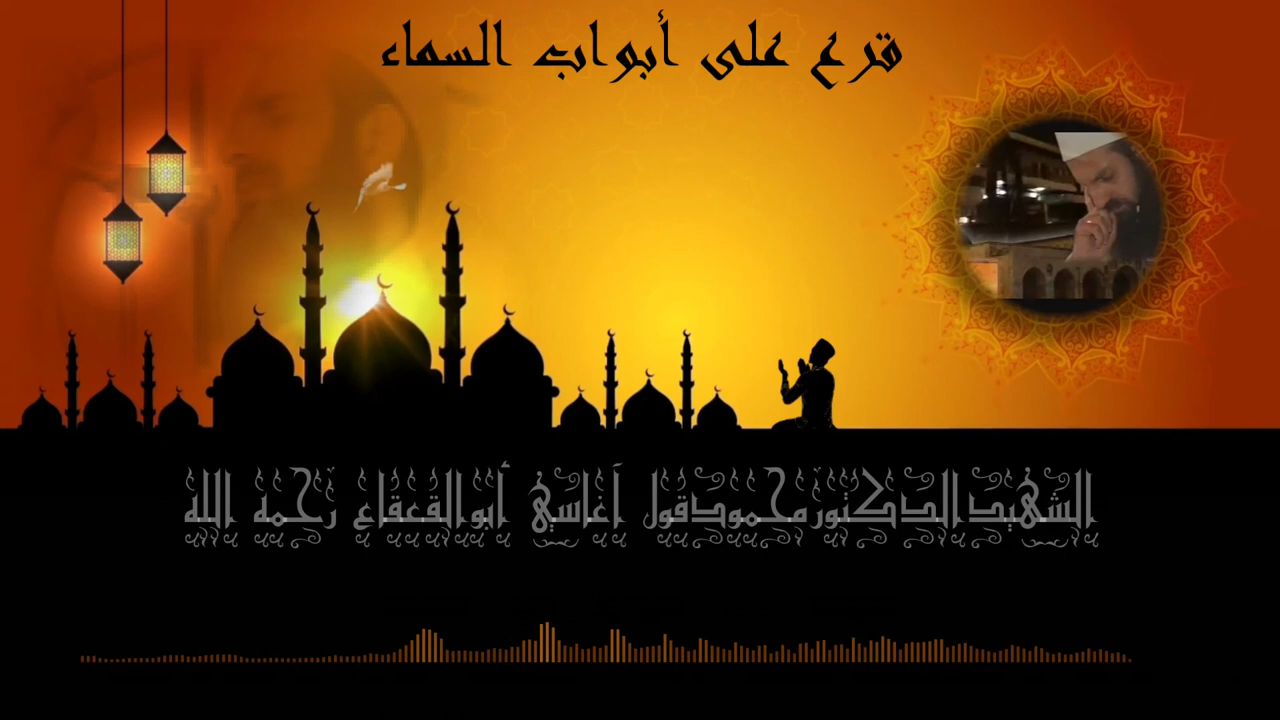 قرع على أبواب السماء
الشهيد الدكتور محمود قول آغاسي أبو القعقاع رحمه الله